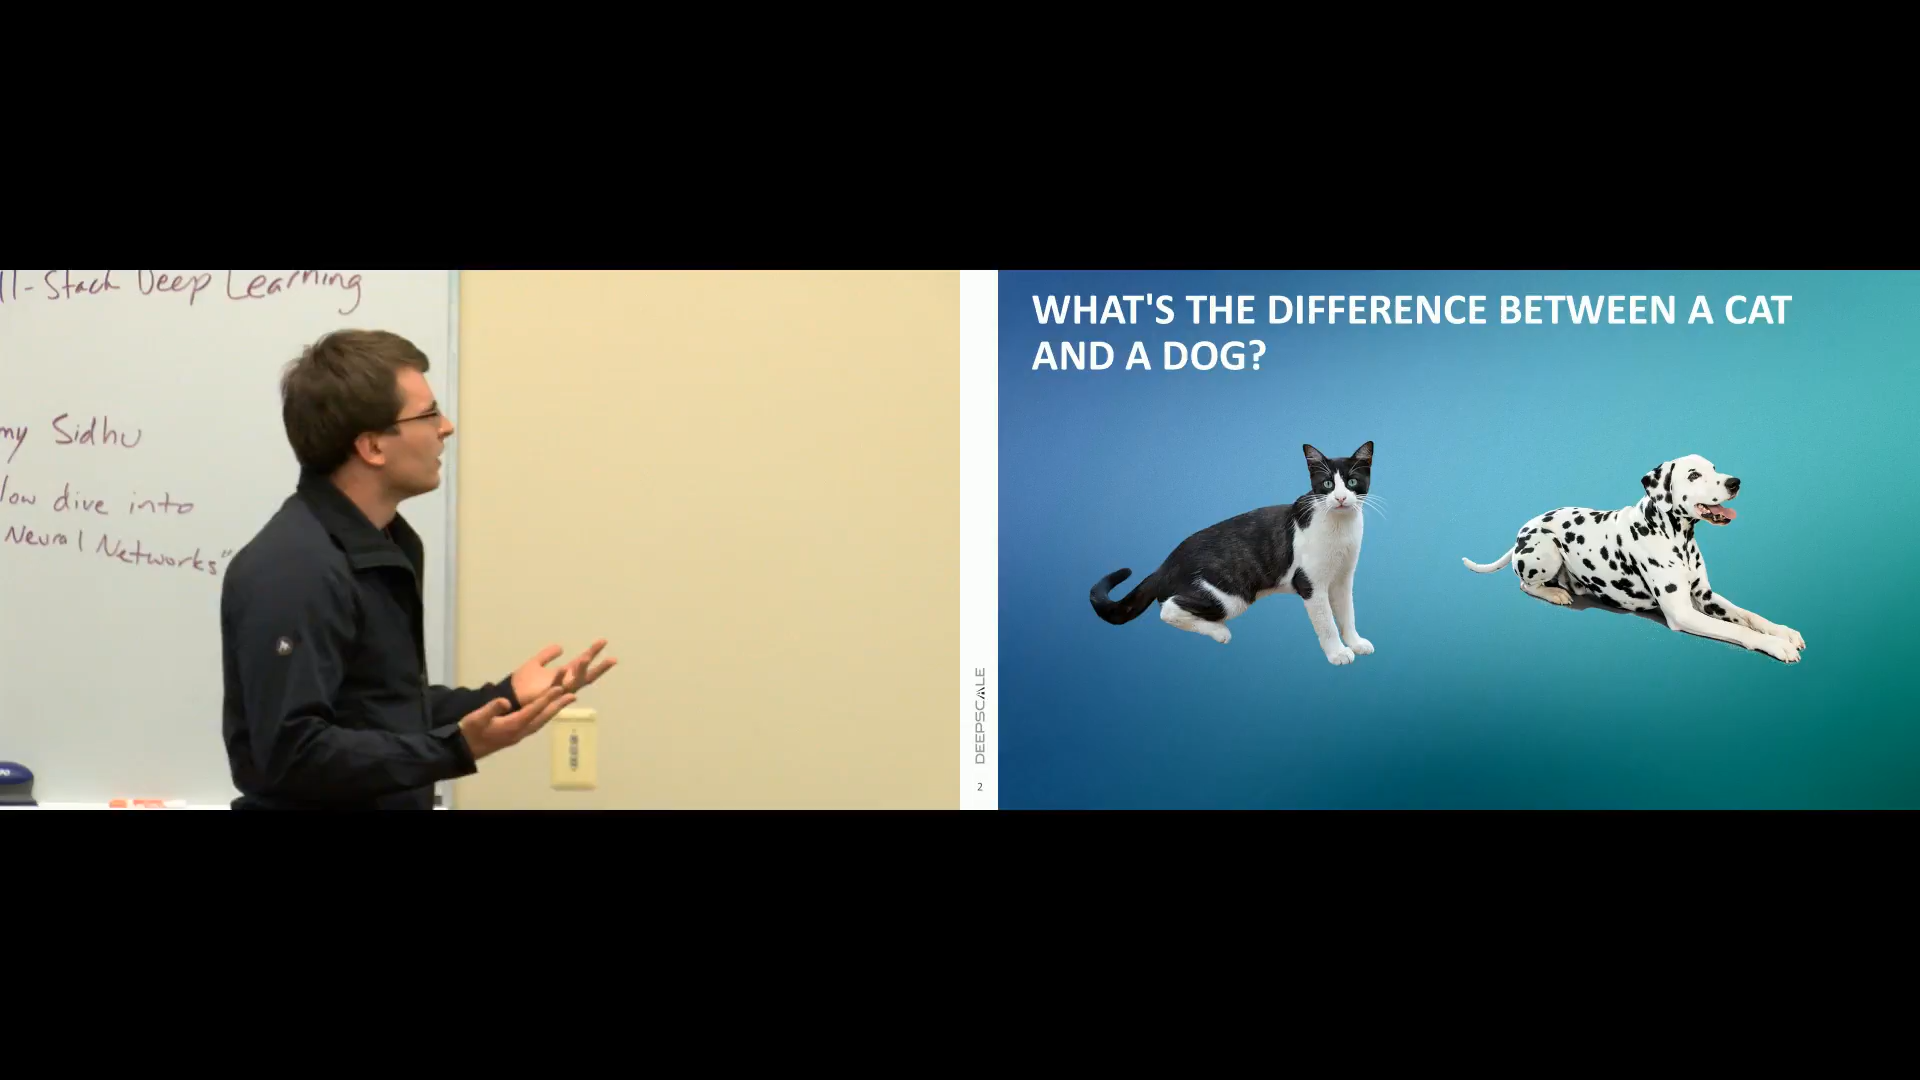 ll-Stack Deep Learning
my Sidhu
low dive into
Neural Networks"
WHAT'S THE DIFFERENCE BETWEEN A CAT
AND A DOG?
DEEPSCALE
2